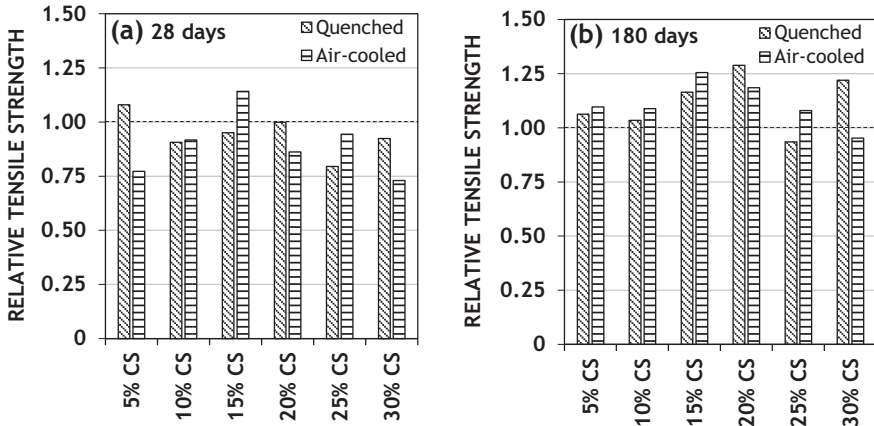 (a) 28 days
Quenched
Air-cooled
RELATIVE TENSILE STRENGTH
1.50
1.25
1.00
0.75
0.50
0.25
0
5% CS
10% CS
15% CS
20% CS
25% CS
30% CS
(b) 180 days
Quenched
Air-cooled
RELATIVE TENSILE STRENGTH
1.50
1.25
1.00
0.75
0.50
0.25
0
5% CS
10% CS
15% CS
20% CS
25% CS
30% CS